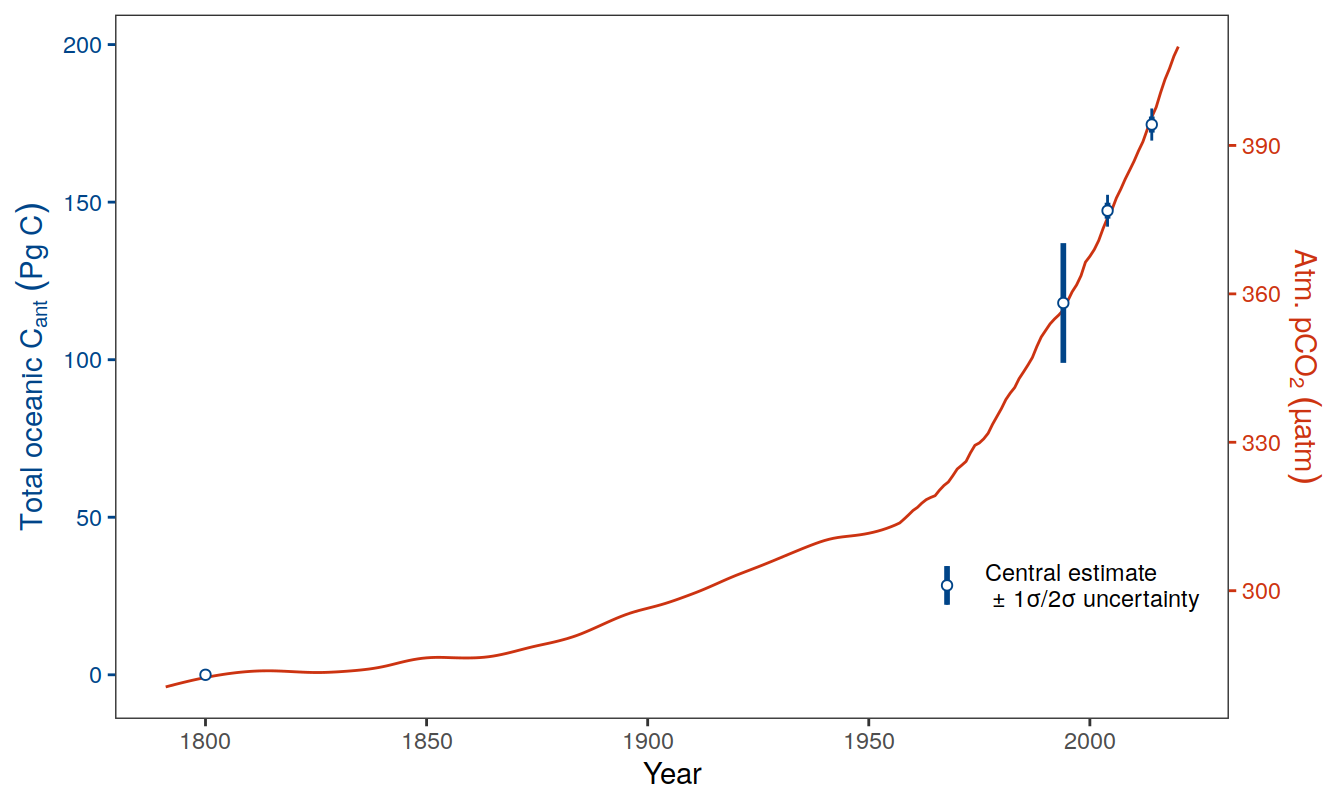 200
150
100
50
0
Total oceanic Cant (Pg C)
390
360
330
300
Atm. pCO2 (µatm)
Central estimate
± 1σ/2σ uncertainty
1800 1850 1900 1950 2000
Year